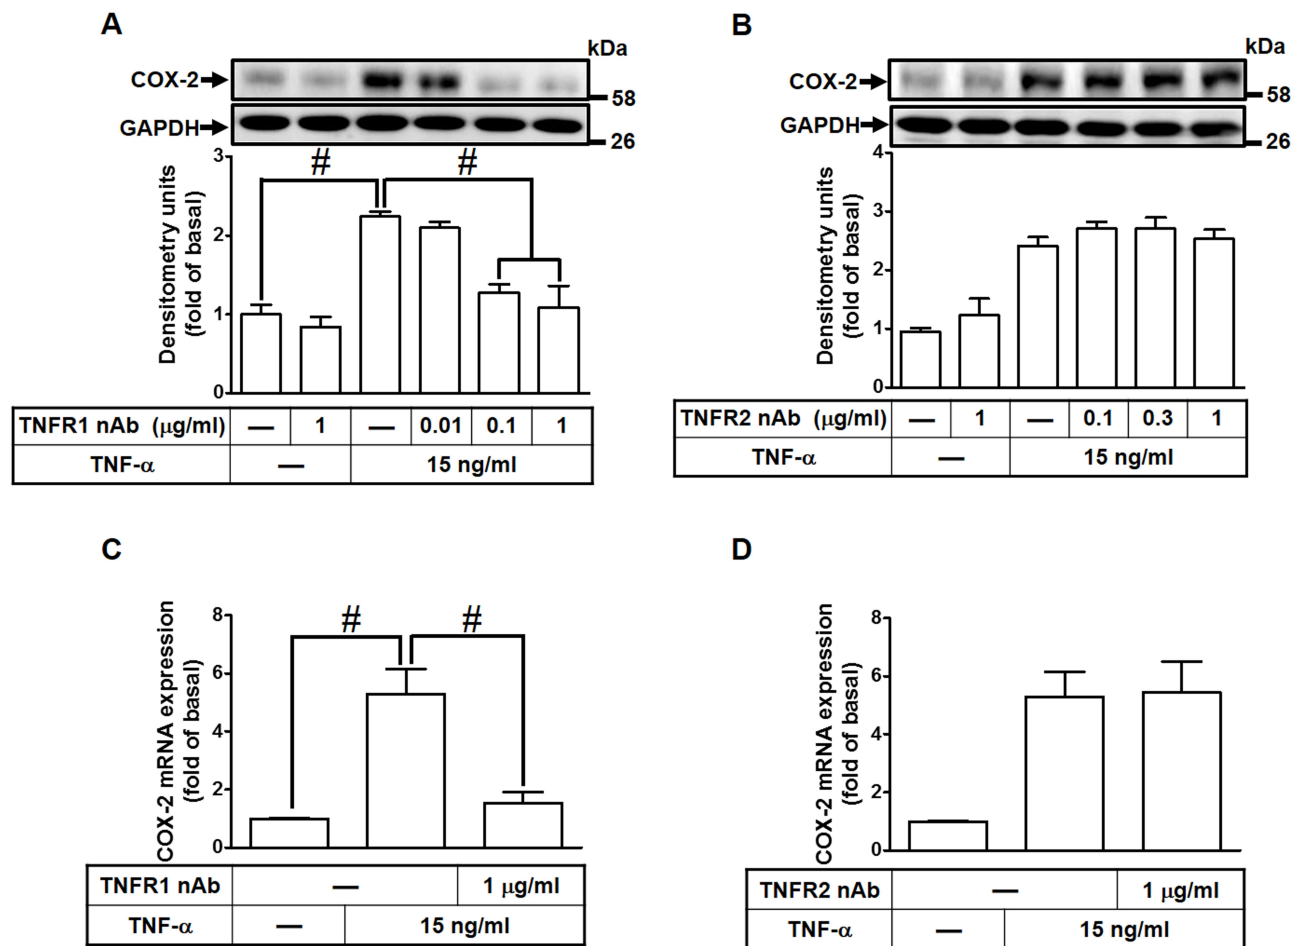 A
kDa
COX-2
58
GAPDH
26
3
2
1
0
Densitometry units
(fold of basal)
# #
TNFR1 nAb (μg/ml) — 1 — 0.01 0.1 1
TNF-α — 15 ng/ml
B
kDa
COX-2
58
GAPDH
26
4
3
2
1
0
Densitometry units
(fold of basal)
TNFR2 nAb (μg/ml) — 1 — 0.1 0.3 1
TNF-α — 15 ng/ml
C
8
6
4
2
0
COX-2 mRNA expression
(fold of basal)
# #
TNFR1 nAb — 1 μg/ml
TNF-α — 15 ng/ml
D
8
6
4
2
0
COX-2 mRNA expression
(fold of basal)
TNFR2 nAb — 1 μg/ml
TNF-α — 15 ng/ml